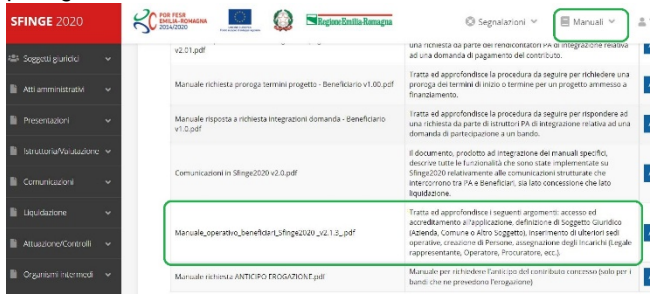 SFINGE 2020
POR FESR
EMILIA-ROMAGNA
2014/2020
Regione Emilia-Romagna
Segnalazioni
Manuali
v2.01.pdf
una richiesta da parte dei rendicontatori PA di integrazione relativa
ad una domanda di pagamento del contributo.
Soggetti giuridici
Atti amministrativi
Manuale richiesta proroga termini progetto - Beneficiario v1.00.pdf
Tratta ed approfondisce la procedura da seguire per richiedere una
proroga dei termini di inizio o termine per un progetto ammesso a
finanziamento.
Presentazioni
Manuale risposta a richiesta integrazioni domanda - Beneficiario
v1.0.pdf
Tratta ed approfondisce la procedura da seguire per rispondere ad
una richiesta da parte di istruttori PA di integrazione relativa ad una
domanda di partecipazione a un bando.
Istruttoria/Valutazione
Comunicazioni
Comunicazioni in Sfinge2020 v2.0.pdf
Il documento, prodotto ad integrazione dei manuali specifici,
descrive tutte le funzionalità che sono state implementate su
Sfinge2020 relativamente alle comunicazioni strutturate che
intercorrono tra PA e Beneficiari, sia lato concessione che lato
liquidazione.
Liquidazione
Attuazione/Controlli
Manuale_operativo_beneficiari_Sfinge2020 _v2.1.3_.pdf
Tratta ed approfondisce i seguenti argomenti: accesso ed
accreditamento all'applicazione, definizione di Soggetto Giuridico
(Azienda, Comune o Altro Soggetto), inserimento di ulteriori sedi
operative, creazione di Persone, assegnazione degli Incarichi (Legale
rappresentante, Operatore, Procuratore, ecc.).
Organismi intermedi
Manuale richiesta ANTICIPO EROGAZIONE.pdf
Manuale per richiedere l'anticipo del contributo concesso (solo per i
bandi che ne prevedono l'erogazione)